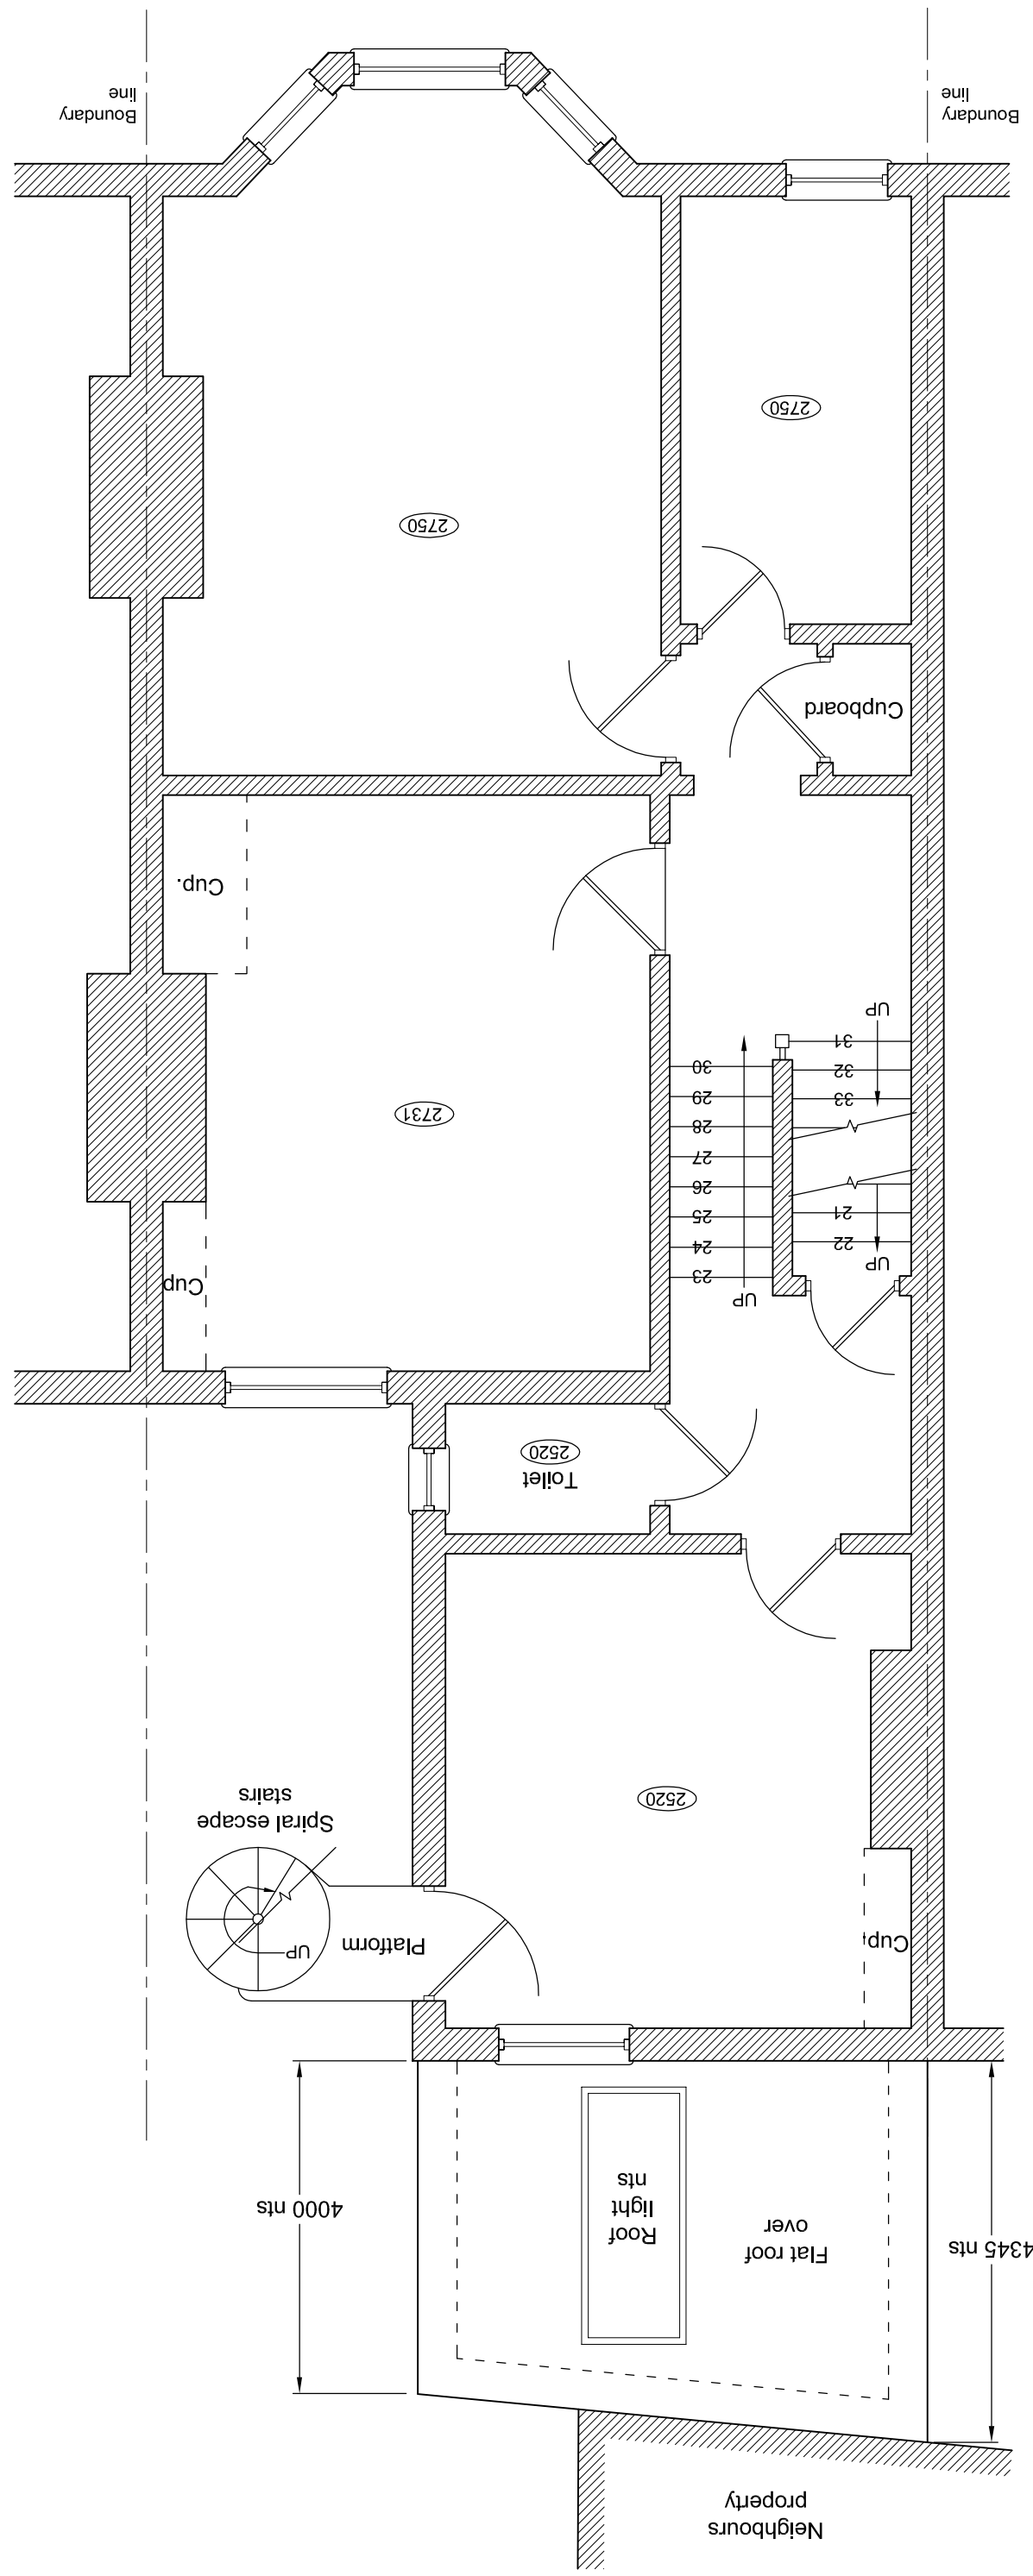 Neighbours
property
4345 nts
Flat roof
over
Roof
light
nts
4000 nts
Cup.
Platform
UP
Spiral escape
stairs
2520
Toilet
2520
UP
23
24
25
26
27
28
29
30
UP
22
21
33
32
31
UP
Cup
2731
Cup.
Cupboard
2750
2750
Boundary
line
Boundary
line